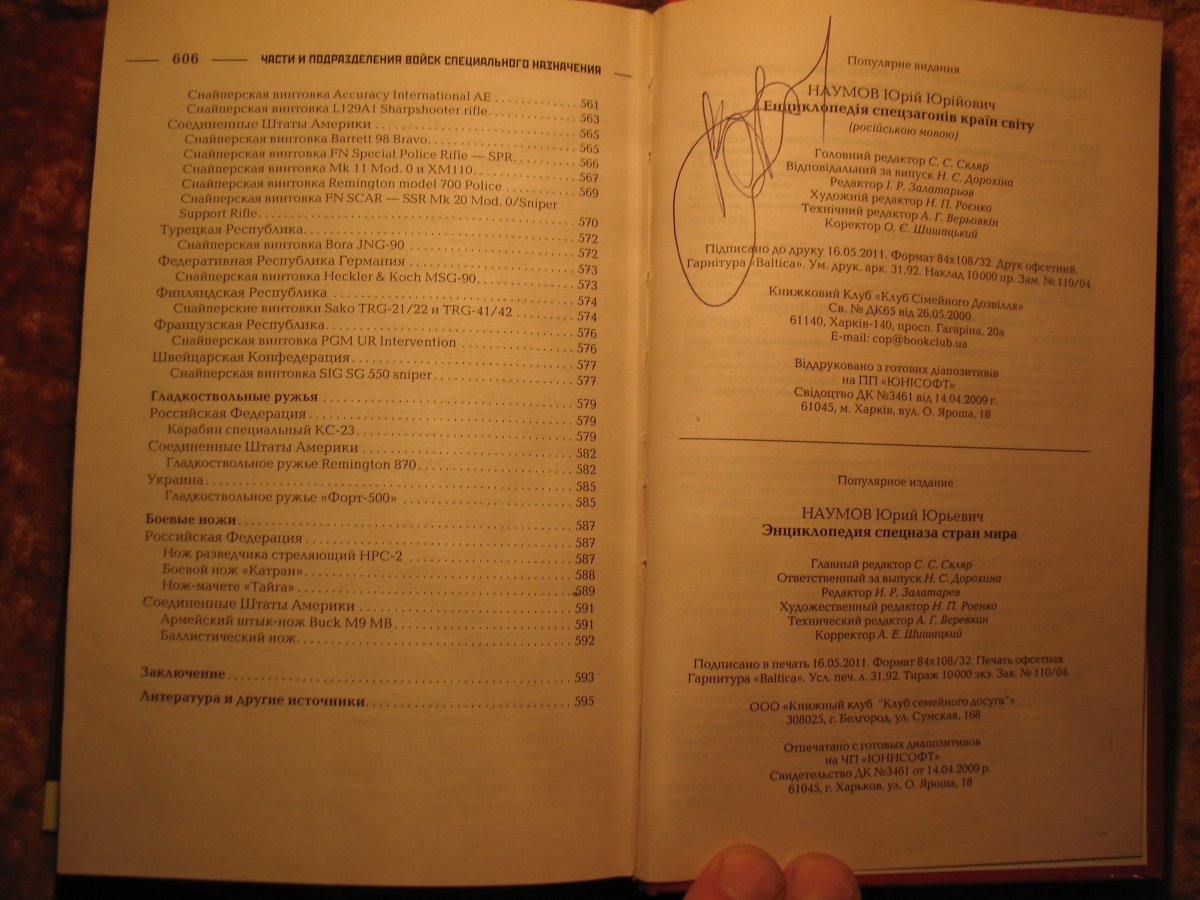 606 ЧАСТИ И ПОДРАЗДЕЛЕНИЯ ВОЙСК СПЕЦИАЛЬНОГО НАЗНАЧЕНИЯ
Снайперская винтовка Accuracy International AE . . . . . . . . . . 561
Снайперская винтовка L129A1 Sharpshooter rifle. . . . . . . . . . 563
Соединенные Штаты Америки . . . . . . . . . . 565
Снайперская винтовка Barrett 98 Bravo. . . . . . . . . . 565
Снайперская винтовка FN Special Police Rifle — SPR. . . . . . . . . . 566
Снайперская винтовка Mk 11 Mod. 0 и XM110. . . . . . . . . . 567
Снайперская винтовка Remington model 700 Police . . . . . . . . . . 569
Снайперская винтовка FN SCAR — SSR Mk 20 Mod. 0/Sniper
Support Rifle. . . . . . . . . . 570
Турецкая Республика. . . . . . . . . . 572
Снайперская винтовка Bora JNG-90 . . . . . . . . . . 572
Федеративная Республика Германия . . . . . . . . . . 573
Снайперская винтовка Heckler & Koch MSG-90. . . . . . . . . . 573
Финляндская Республика . . . . . . . . . . 574
Снайперские винтовки Sako TRG-21/22 и TRG-41/42 . . . . . . . . . . 574
Французская Республика. . . . . . . . . . 576
Снайперская винтовка PGM UR Intervention . . . . . . . . . . 576
Швейцарская Конфедерация. . . . . . . . . . 577
Снайперская винтовка SIG SG 550 sniper. . . . . . . . . . 577
Гладкоствольные ружья . . . . . . . . . . 579
Российская Федерация . . . . . . . . . . 579
Карабин специальный КС-23. . . . . . . . . . 579
Соединенные Штаты Америки . . . . . . . . . . 582
Гладкоствольное ружье Remington 870. . . . . . . . . . 582
Украина. . . . . . . . . . 585
Гладкоствольное ружье «Форт-500» . . . . . . . . . . 585
Боевые ножи. . . . . . . . . . 587
Российская Федерация . . . . . . . . . . 587
Нож разведчика стреляющий НРС-2 . . . . . . . . . . 587
Боевой нож «Катран». . . . . . . . . . 588
Нож-мачете «Тайга». . . . . . . . . . 589
Соединенные Штаты Америки . . . . . . . . . . 591
Армейский штык-нож Buck M9 MB. . . . . . . . . . 591
Баллистический нож. . . . . . . . . . 592
Заключение. . . . . . . . . . 593
Литература и другие источники. . . . . . . . . . 595
Популярне видання
НАУМОВ Юрій Юрійович
Енциклопедія спецзагонів країн світу
(російською мовою)
Головний редактор С. С. Скляр
Відповідальний за випуск Н. С. Дорохіна
Редактор І. Р. Залатарьов
Художній редактор Н. П. Роєнко
Технічний редактор А. Г. Верьовкін
Коректор О. Є. Шишацький
Підписано до друку 16.05.2011. Формат 84х108/32. Друк офсетний.
Гарнітура «Baltica». Ум. друк. арк. 31,92. Наклад 10 000 пр. Зам. № 110/04.
Книжковий Клуб «Клуб Сімейного Дозвілля»
Св. № ДК65 від 26.05.2000
61140, Харків-140, просп. Гагаріна, 20а
E-mail: cop@bookclub.ua
Віддруковано з готових діапозитивів
на ПП «ЮНІСОФТ»
Свідоцтво ДК №3461 від 14.04.2009 г.
61045, м. Харків, вул. О. Яроша, 18
Популярное издание
НАУМОВ Юрий Юрьевич
Энциклопедия спецназа стран мира
Главный редактор С. С. Скляр
Ответственный за выпуск Н. С. Дорохина
Редактор И. Р. Залатарев
Художественный редактор Н. П. Роенко
Технический редактор А. Г. Веревкин
Корректор А. Е. Шишацкий
Подписано в печать 16.05.2011. Формат 84х108/32. Печать офсетная.
Гарнитура «Baltica». Усл. печ. л. 31,92. Тираж 10 000 экз. Зак. № 110/04.
ООО «Книжный клуб "Клуб семейного досуга"»
308025, г. Белгород, ул. Сумская, 168
Отпечатано с готовых диапозитивов
на ЧП «ЮНИСОФТ»
Свидетельство ДК №3461 от 14.04.2009 г.
61045, г. Харьков, ул. О. Яроша, 18